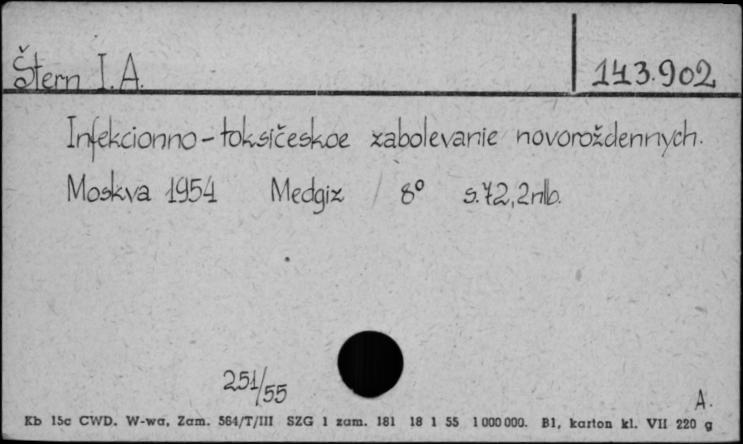 Štern I. A. 143.902
Infekcionno-toksičeskoe zabolevanie novoroždennych.
Moskva 1954 Medgiz / 8° s.72,2nlb.
251/55
A.
Kb 15c CWD. W-wa, Zam. 564/T/III SZG 1 zam. 181 18 1 55 1 000 000. B1, karton kl. VII 220 g